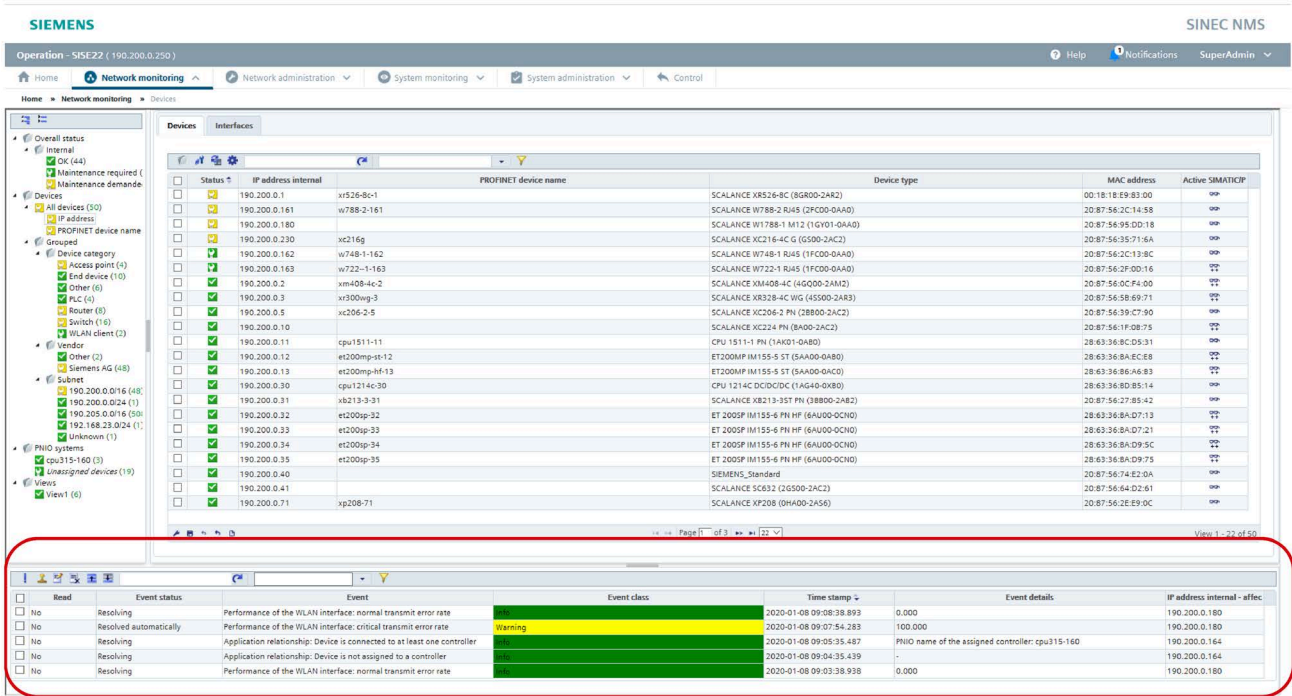 SIEMENS
SINEC NMS
Operation - SISE22 ( 190.200.0.250 )
Help
1
Notifications
SuperAdmin
Home
Network monitoring
Network administration
System monitoring
System administration
Control
Home » Network monitoring » Devices
Overall status
Internal
OK (44)
Maintenance required (
Maintenance demande
Devices
All devices (50)
IP address
PROFINET device name
Grouped
Device category
Access point (4)
End device (10)
Other (6)
PLC (4)
Router (8)
Switch (16)
WLAN client (2)
Vendor
Other (2)
Siemens AG (48)
Subnet
190.200.0.0/16 (48)
190.200.0.0/24 (1)
190.205.0.0/16 (50
192.168.23.0/24 (1)
Unknown (1)
PNIO systems
cpu315-160 (3)
Unassigned devices (19)
Views
View1 (6)
Devices Interfaces
Status IP address internal PROFINET device name Device type MAC address Active SIMATIC/P
190.200.0.1 xr526-8c-1 SCALANCE XR526-8C (8GR00-2AR2) 00:18:18:E9:83:00
190.200.0.161 w788-2-161 SCALANCE W788-2 RJ45 (2FC00-0AA0) 20:87:56:2C:14:58
190.200.0.180 SCALANCE W1788-1 M12 (1GY01-0AA0) 20:87:56:95:DD:18
190.200.0.230 xc216g SCALANCE XC216-4C G (GS00-2AC2) 20:87:56:35:71:6A
190.200.0.162 w748-1-162 SCALANCE W748-1 RJ45 (1FC00-0AA0) 20:87:56:2C:13:8C
190.200.0.163 w722--1-163 SCALANCE W722-1 RJ45 (1FC00-0AA0) 20:87:56:2F:0D:16
190.200.0.2 xm408-4c-2 SCALANCE XM408-4C (4GQ00-2AM2) 20:87:56:0C:F4:00
190.200.0.3 xr300wg-3 SCALANCE XR328-4C WG (4SS00-2AR3) 20:87:56:5B:69:71
190.200.0.5 xc206-2-5 SCALANCE XC206-2 PN (2BB00-2AC2) 20:87:56:39:C7:90
190.200.0.10 SCALANCE XC224 PN (BA00-2AC2) 20:87:56:1F:0B:75
190.200.0.11 cpu1511-11 CPU 1511-1 PN (1AK01-0AB0) 28:63:36:8C:D5:31
190.200.0.12 et200mp-st-12 ET200MP IM155-5 ST (5AA00-0AB0) 28:63:36:8A:EC:E8
190.200.0.13 et200mp-hf-13 ET200MP IM155-5 ST (5AA00-0AC0) 28:63:36:86:A6:83
190.200.0.30 cpu1214c-30 CPU 1214C DC/DC/DC (1AG40-0XB0) 28:63:36:BD:B5:14
190.200.0.31 xb213-3-31 SCALANCE XB213-3ST PN (3BB00-2AB2) 20:87:56:27:B5:42
190.200.0.32 et200sp-32 ET 200SP IM155-6 PN HF (6AU00-0CN0) 28:63:36:8A:D7:13
190.200.0.33 et200sp-33 ET 200SP IM155-6 PN HF (6AU00-0CN0) 28:63:36:8A:D7:21
190.200.0.34 et200sp-34 ET 200SP IM155-6 PN HF (6AU00-0CN0) 28:63:36:8A:D9:5C
190.200.0.35 et200sp-35 ET 200SP IM155-6 PN HF (6AU00-0CN0) 28:63:36:8A:D9:75
190.200.0.40 SIEMENS_Standard 20:87:56:74:E2:0A
190.200.0.41 SCALANCE SC632 (2GS00-2AC2) 20:87:56:64:D2:61
190.200.0.71 xp208-71 SCALANCE XP208 (0HA00-2AS6) 20:87:56:2E:E9:0C
Page 1 of 3 22
View 1 - 22 of 50
Read Event status Event Event class Time stamp Event details IP address internal - affec
No Resolving Performance of the WLAN interface: normal transmit error rate Info 2020-01-08 09:08:38.893 0.000 190.200.0.180
No Resolved automatically Performance of the WLAN interface: critical transmit error rate Warning 2020-01-08 09:07:54.283 100.000 190.200.0.180
No Resolving Application relationship: Device is connected to at least one controller Info 2020-01-08 09:05:35.487 PNIO name of the assigned controller: cpu315-160 190.200.0.164
No Resolving Application relationship: Device is not assigned to a controller Info 2020-01-08 09:04:35.439 - 190.200.0.164
No Resolving Performance of the WLAN interface: normal transmit error rate Info 2020-01-08 09:03:38.938 0.000 190.200.0.180